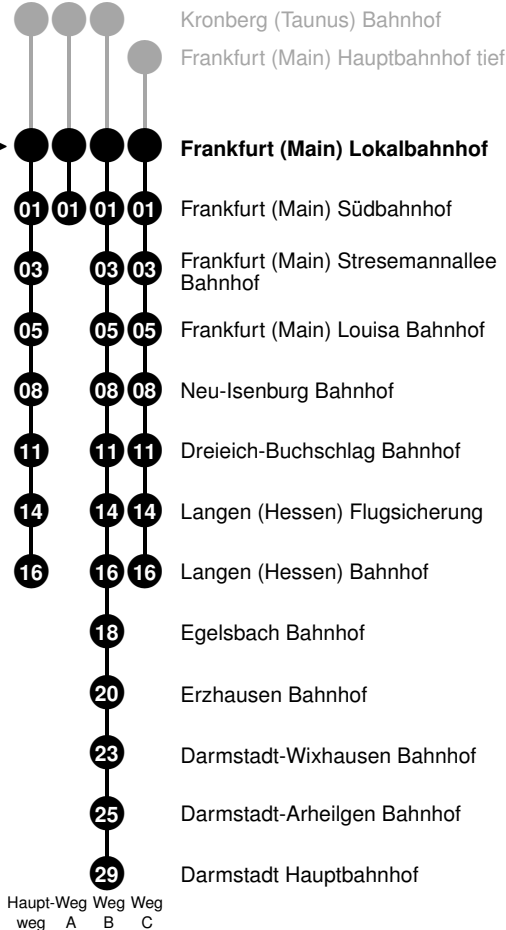 Kronberg (Taunus) Bahnhof
Frankfurt (Main) Hauptbahnhof tief
Frankfurt (Main) Lokalbahnhof
01 01 01 01 Frankfurt (Main) Südbahnhof
03 03 03 Frankfurt (Main) Stresemannallee
Bahnhof
05 05 05 Frankfurt (Main) Louisa Bahnhof
08 08 08 Neu-Isenburg Bahnhof
11 11 11 Dreieich-Buchschlag Bahnhof
14 14 14 Langen (Hessen) Flugsicherung
16 16 16 Langen (Hessen) Bahnhof
18 Egelsbach Bahnhof
20 Erzhausen Bahnhof
23 Darmstadt-Wixhausen Bahnhof
25 Darmstadt-Arheilgen Bahnhof
29 Darmstadt Hauptbahnhof
Haupt-Weg Weg Weg
weg A B C